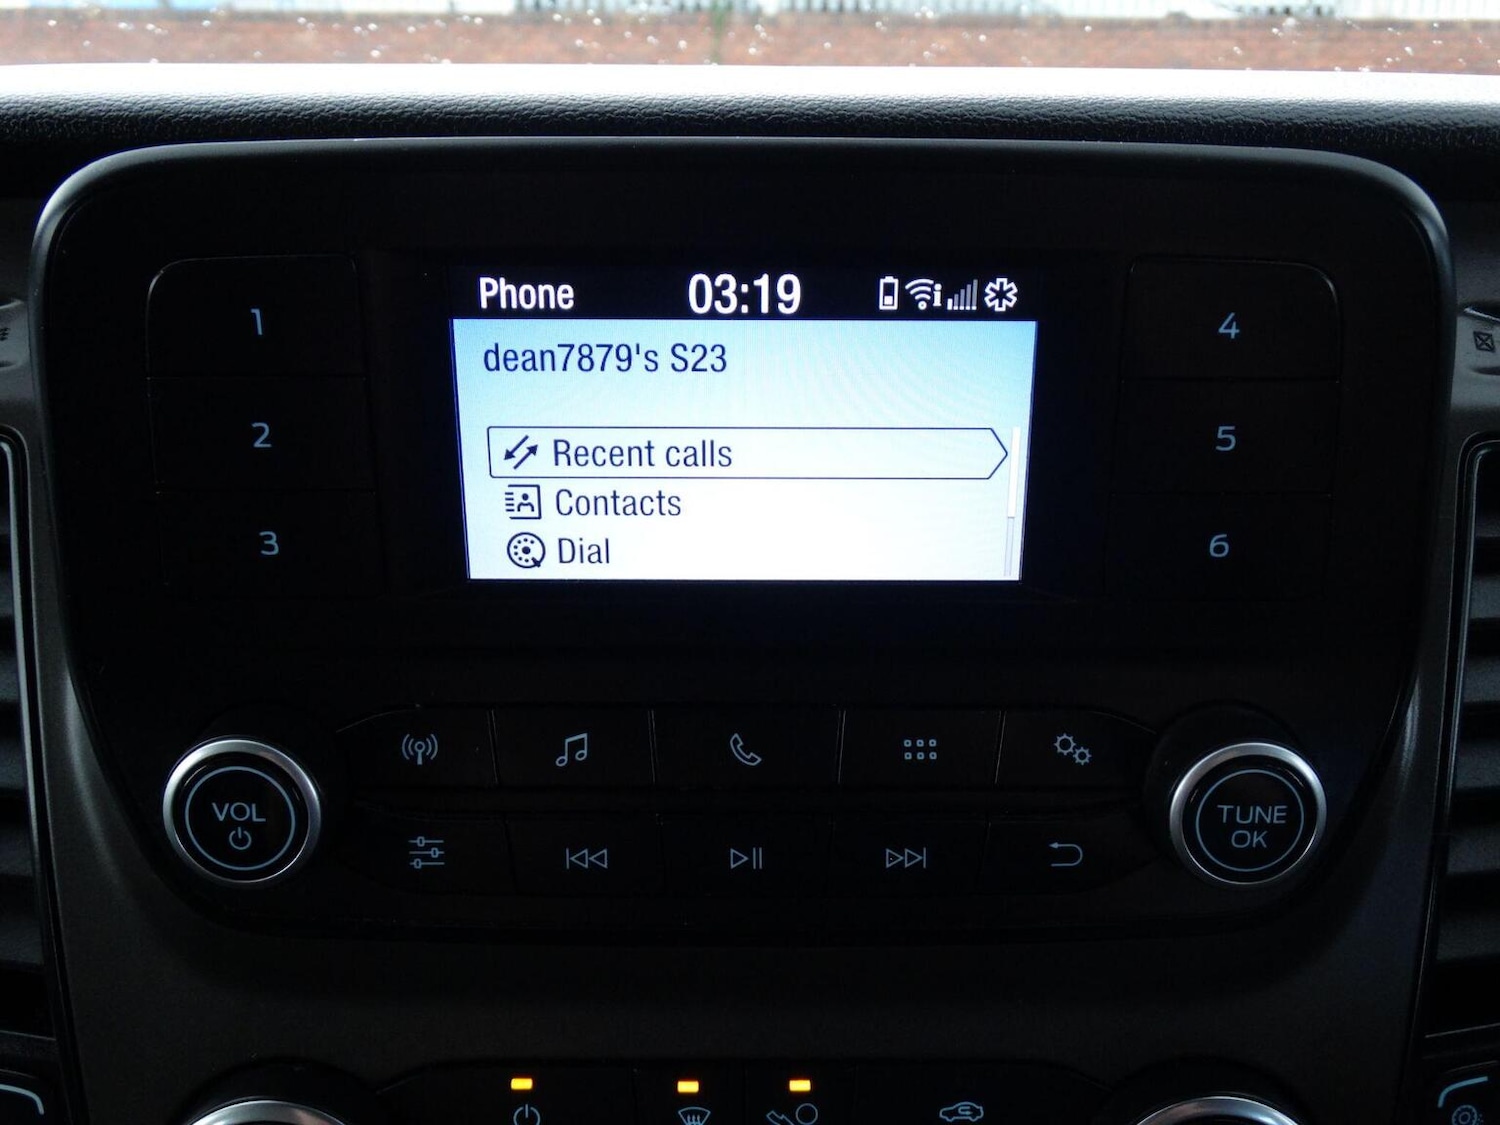 Phone 03:19
dean7879's S23
Recent calls
Contacts
Dial
1
2
3
4
5
6
VOL
TUNE
OK